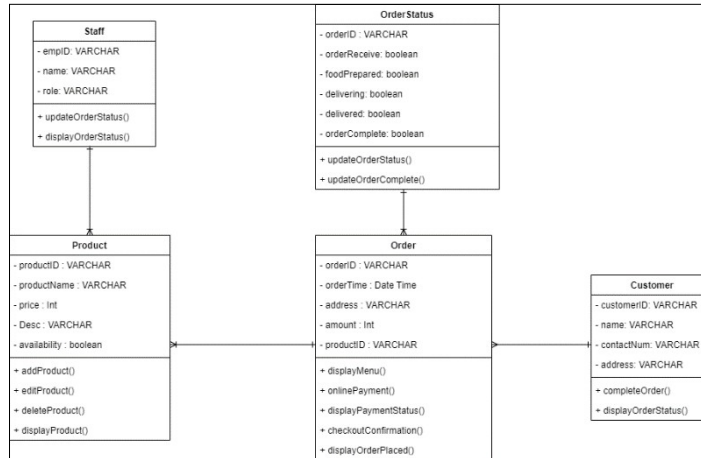 Staff
- empID: VARCHAR
- name: VARCHAR
- role: VARCHAR
+ updateOrderStatus()
+ displayOrderStatus()
OrderStatus
- orderID : VARCHAR
- orderReceive: boolean
- foodPrepared: boolean
- delivering: boolean
- delivered: boolean
- orderComplete: boolean
+ updateOrderStatus()
+ updateOrderComplete()
Product
- productID : VARCHAR
- productName : VARCHAR
- price : Int
- Desc : VARCHAR
- availability : boolean
+ addProduct()
+ editProduct()
+ deleteProduct()
+ displayProduct()
Order
- orderID : VARCHAR
- orderTime : Date Time
- address : VARCHAR
- amount : Int
- productID : VARCHAR
+ displayMenu()
+ onlinePayment()
+ displayPaymentStatus()
+ checkoutConfirmation()
+ displayOrderPlaced()
Customer
- customerID: VARCHAR
- name: VARCHAR
- contactNum: VARCHAR
- address: VARCHAR
+ completeOrder()
+ displayOrderStatus()